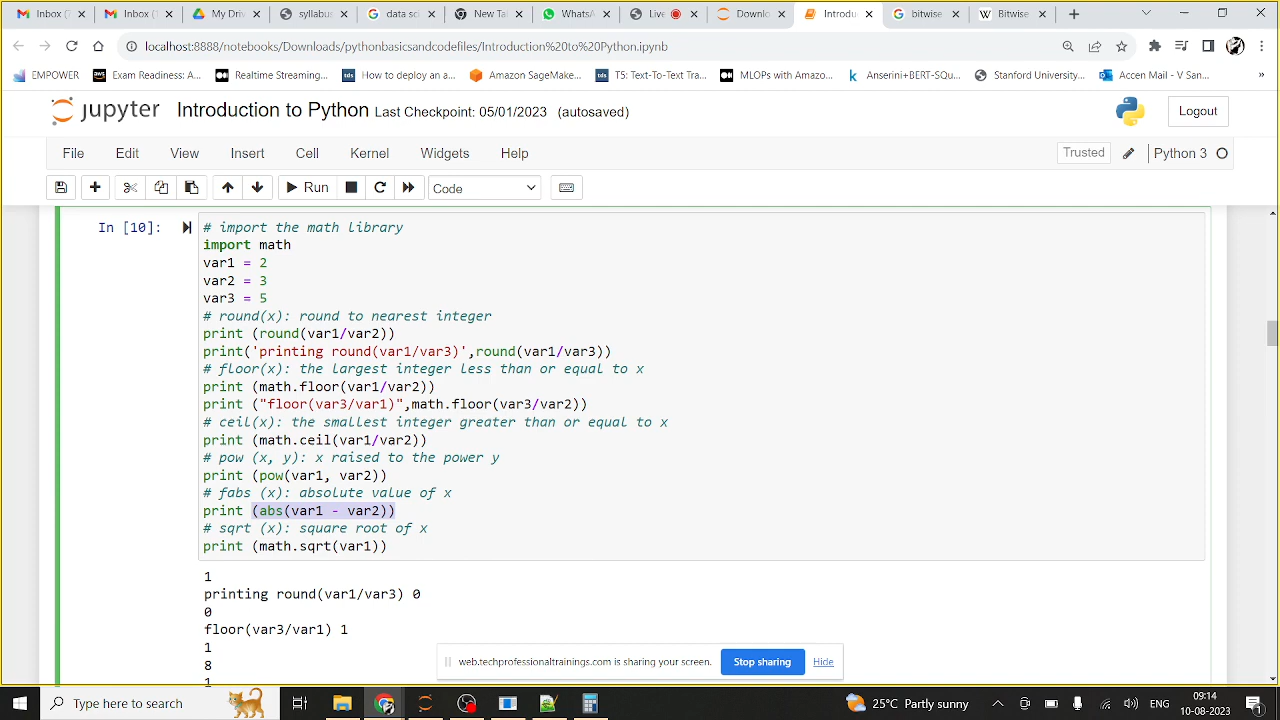 Inbox (
Inbox (
My Driv
syllabus
data sci
New Tal
WhatsA
Live
Downlo
Introdu
bitwise
Bitwise
localhost:8888/notebooks/Downloads/pythonbasicsandcodefiles/Introduction%20to%20Python.ipynb
EMPOWER
aws Exam Readiness: A...
Realtime Streaming...
tds How to deploy an a...
Amazon SageMake...
tds T5: Text-To-Text Tra...
MLOPs with Amazo...
k Anserini+BERT-SQu...
Stanford University...
Accen Mail - V San...
»
jupyter Introduction to Python Last Checkpoint: 05/01/2023 (autosaved)
Logout
File Edit View Insert Cell Kernel Widgets Help
Trusted
Python 3
Run
Code
In [10]:
# import the math library
import math
var1 = 2
var2 = 3
var3 = 5
# round(x): round to nearest integer
print (round(var1/var2))
print('printing round(var1/var3)',round(var1/var3))
# floor(x): the largest integer less than or equal to x
print (math.floor(var1/var2))
print ("floor(var3/var1)",math.floor(var3/var2))
# ceil(x): the smallest integer greater than or equal to x
print (math.ceil(var1/var2))
# pow (x, y): x raised to the power y
print (pow(var1, var2))
# fabs (x): absolute value of x
print (abs(var1 - var2))
# sqrt (x): square root of x
print (math.sqrt(var1))
1
printing round(var1/var3) 0
0
floor(var3/var1) 1
1
8
1
web.techprofessionaltrainings.com is sharing your screen.
Stop sharing
Hide
Type here to search
25°C Partly sunny
ENG
09:14
10-08-2023